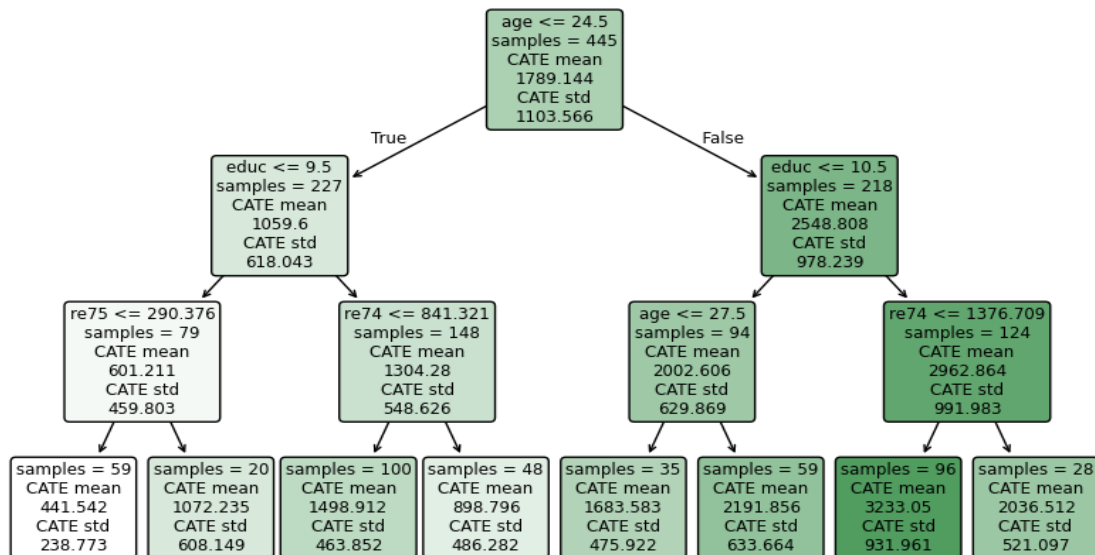 age <= 24.5
samples = 445
CATE mean
1789.144
CATE std
1103.566
True
False
educ <= 9.5
samples = 227
CATE mean
1059.6
CATE std
618.043
educ <= 10.5
samples = 218
CATE mean
2548.808
CATE std
978.239
re75 <= 290.376
samples = 79
CATE mean
601.211
CATE std
459.803
re74 <= 841.321
samples = 148
CATE mean
1304.28
CATE std
548.626
age <= 27.5
samples = 94
CATE mean
2002.606
CATE std
629.869
re74 <= 1376.709
samples = 124
CATE mean
2962.864
CATE std
991.983
samples = 59
CATE mean
441.542
CATE std
238.773
samples = 20
CATE mean
1072.235
CATE std
608.149
samples = 100
CATE mean
1498.912
CATE std
463.852
samples = 48
CATE mean
898.796
CATE std
486.282
samples = 35
CATE mean
1683.583
CATE std
475.922
samples = 59
CATE mean
2191.856
CATE std
633.664
samples = 96
CATE mean
3233.05
CATE std
931.961
samples = 28
CATE mean
2036.512
CATE std
521.097